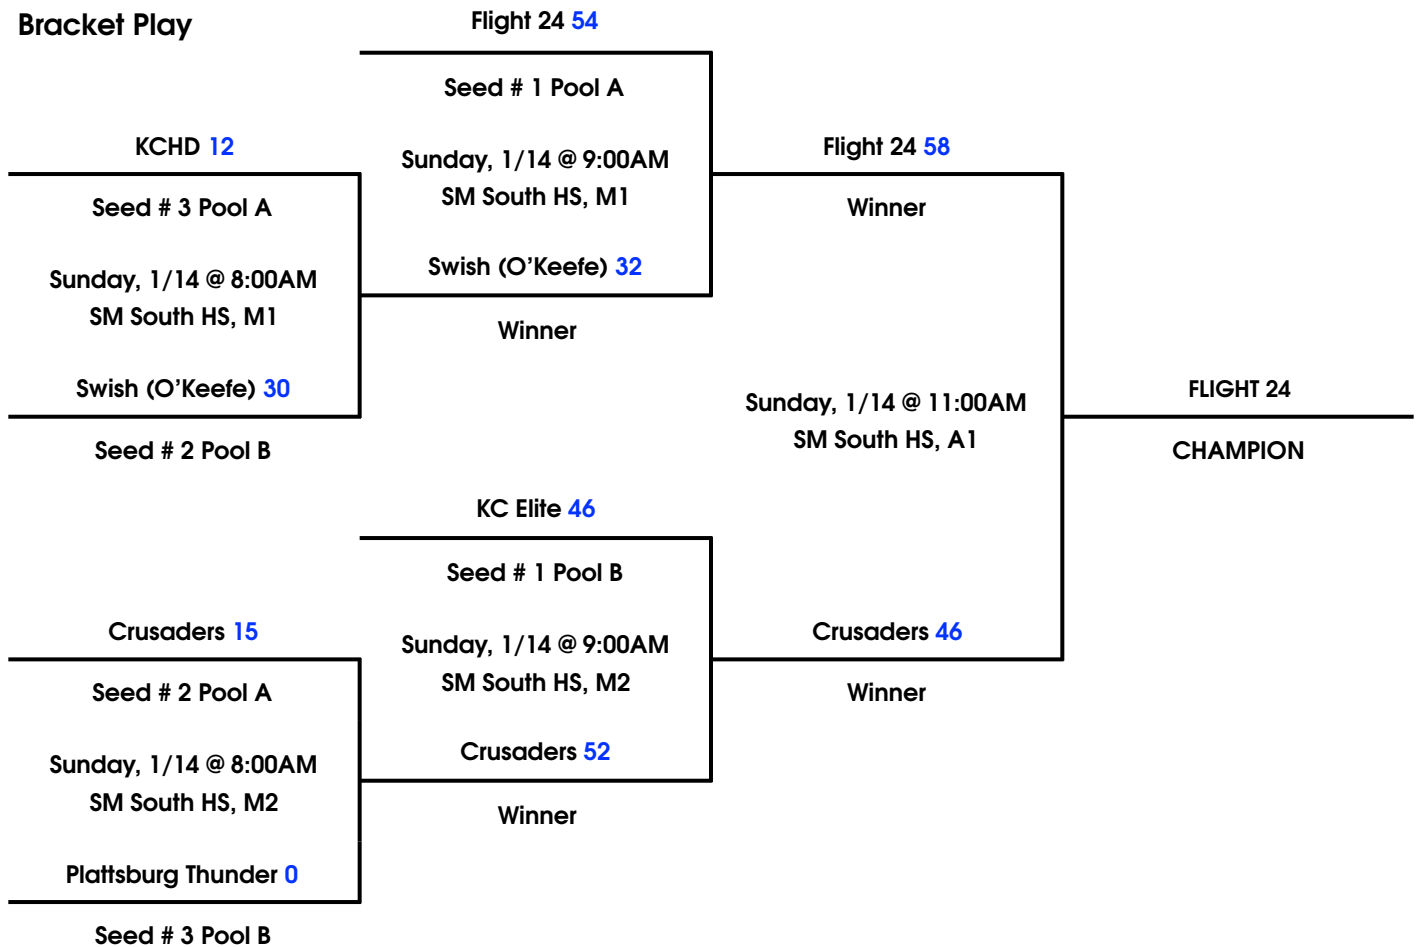 Bracket Play
Flight 24 54
Seed # 1 Pool A
KCHD 12
Sunday, 1/14 @ 9:00AM
SM South HS, M1
Flight 24 58
Seed # 3 Pool A
Winner
Sunday, 1/14 @ 8:00AM
SM South HS, M1
Swish (O'Keefe) 32
Winner
Swish (O'Keefe) 30
Seed # 2 Pool B
Sunday, 1/14 @ 11:00AM
SM South HS, A1
FLIGHT 24
CHAMPION
KC Elite 46
Seed # 1 Pool B
Crusaders 15
Sunday, 1/14 @ 9:00AM
SM South HS, M2
Crusaders 46
Seed # 2 Pool A
Winner
Sunday, 1/14 @ 8:00AM
SM South HS, M2
Crusaders 52
Winner
Plattsburg Thunder 0
Seed # 3 Pool B